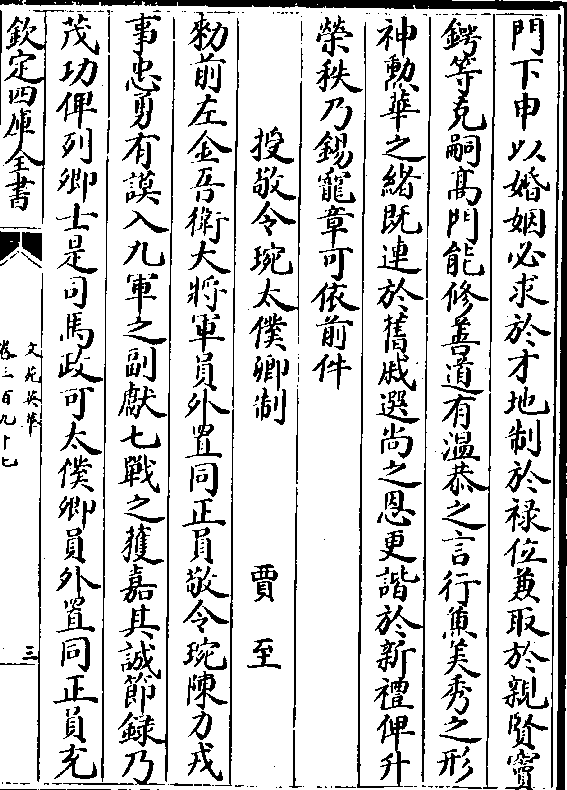 門下申以婚姻必求於才地制於祿位兼取於親賢竇
鍔等克嗣髙門能修善道有温恭之言行兼美秀之形
神勲華之緒既連於舊戚選尚之恩更諧於新禮俾升
榮秩乃錫寵章可依前件
授敬令琬太僕卿制　賈至
勅前左金吾衛大將軍員外置同正員敬令琬陳力戎
事忠勇有謨入九軍之副獻七戰之獲嘉其誠節録乃
茂功俾列卿士是司馬政可太僕卿員外置同正員充
欽定四庫全書
文苑英華
卷三百九十七
三